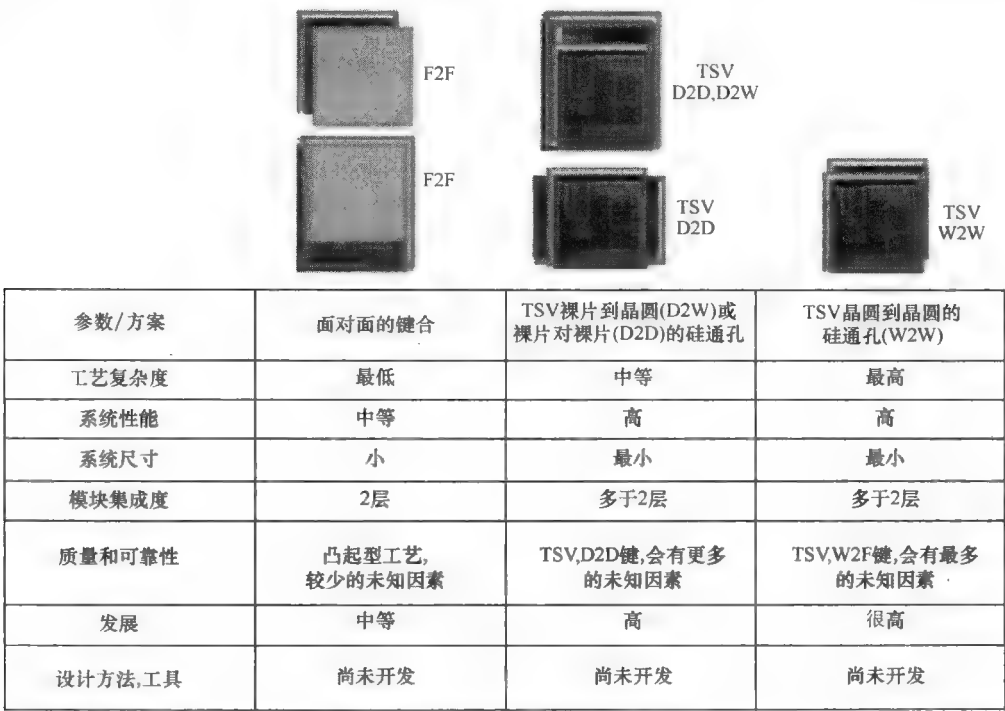 F2F
TSV
D2D,D2W
F2F
TSV
D2D
TSV
W2W
参数/方案
面对面的键合
TSV裸片到晶圆(D2W)或
裸片对裸片(D2D)的硅通孔
TSV晶圆到晶圆的
硅通孔(W2W)
工艺复杂度
最低
中等
最高
系统性能
中等
高
高
系统尺寸
小
最小
最小
模块集成度
2层
多于2层
多于2层
质量和可靠性
凸起型工艺,
较少的未知因素
TSV,D2D键,会有更多
的未知因素
TSV,W2F键,会有最多
的未知因素
发展
中等
高
很高
设计方法,工具
尚未开发
尚未开发
尚未开发